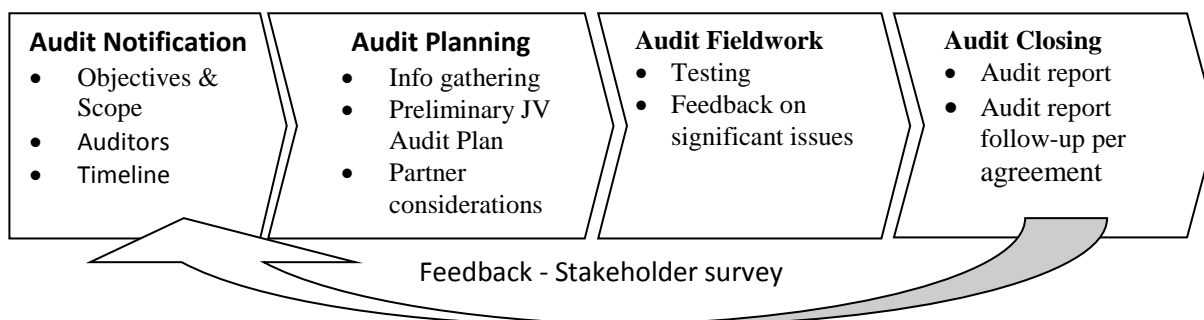 Audit Notification
• Objectives &
Scope
• Auditors
• Timeline
Audit Planning
• Info gathering
• Preliminary JV
Audit Plan
• Partner
considerations
Audit Fieldwork
• Testing
• Feedback on
significant issues
Audit Closing
• Audit report
• Audit report
follow-up per
agreement
Feedback - Stakeholder survey